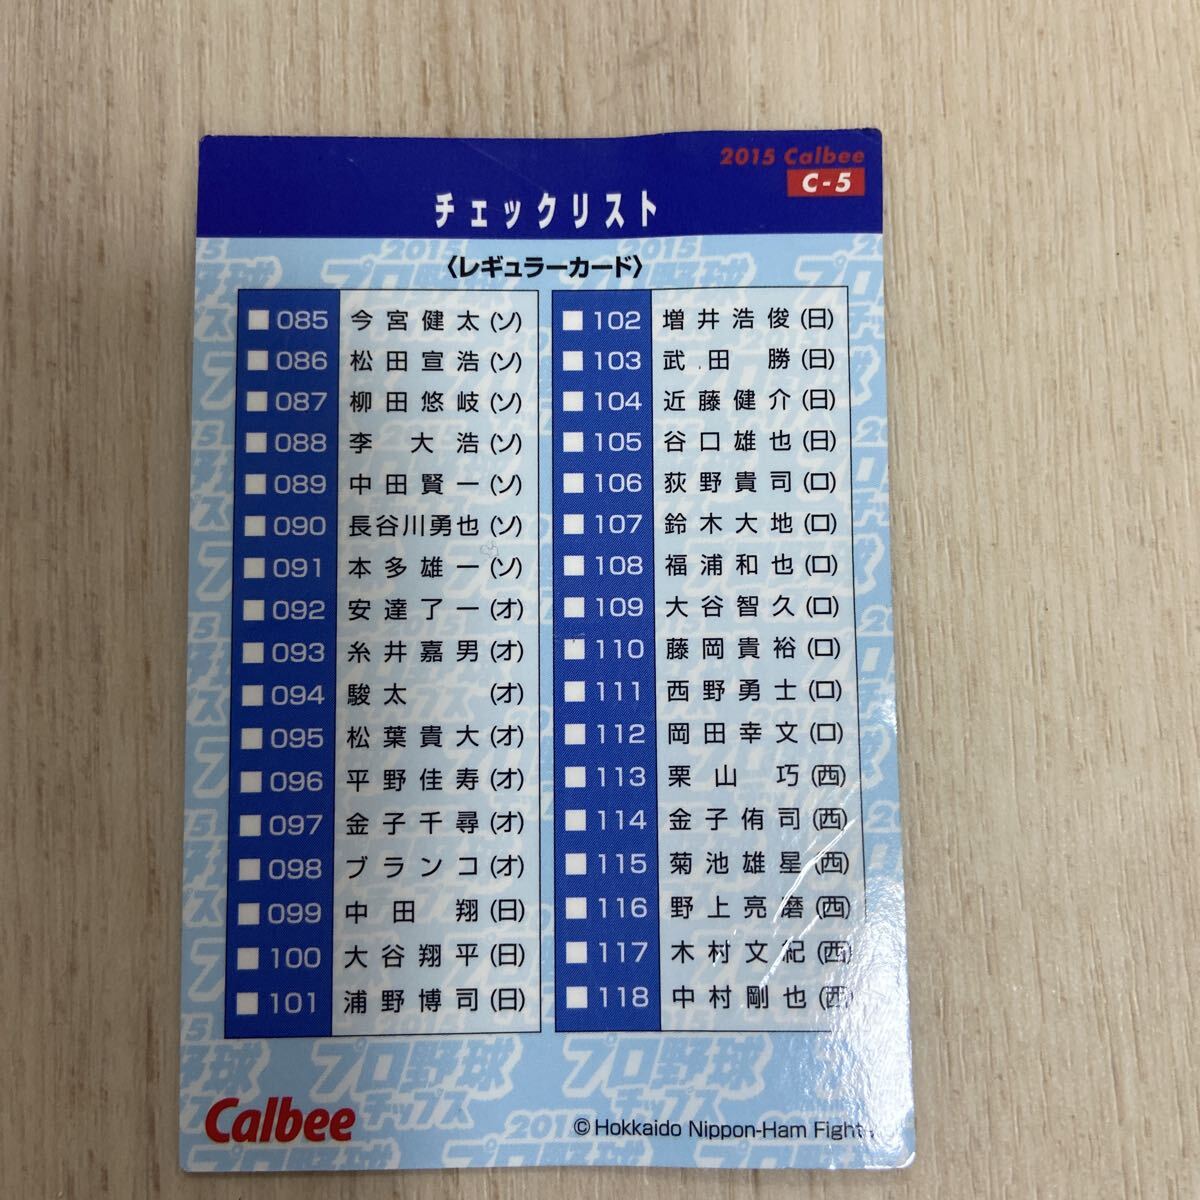 2015 Calbee
C-5
チェックリスト
〈レギュラーカード〉
085 今宮健太(ソ)
086 松田宣浩(ソ)
087 柳田悠岐(ソ)
088 李大浩(ソ)
089 中田賢一(ソ)
090 長谷川勇也(ソ)
091 本多雄一(ソ)
092 安達了一(オ)
093 糸井嘉男(オ)
094 駿太(オ)
095 松葉貴大(オ)
096 平野佳寿(オ)
097 金子千尋(オ)
098 ブランコ(オ)
099 中田翔(日)
100 大谷翔平(日)
101 浦野博司(日)
102 増井浩俊(日)
103 武田勝(日)
104 近藤健介(日)
105 谷口雄也(日)
106 荻野貴司(ロ)
107 鈴木大地(ロ)
108 福浦和也(ロ)
109 大谷智久(ロ)
110 藤岡貴裕(ロ)
111 西野勇士(ロ)
112 岡田幸文(ロ)
113 栗山巧(西)
114 金子侑司(西)
115 菊池雄星(西)
116 野上亮磨(西)
117 木村文紀(西)
118 中村剛也(西)
Calbee
©Hokkaido Nippon-Ham Fight